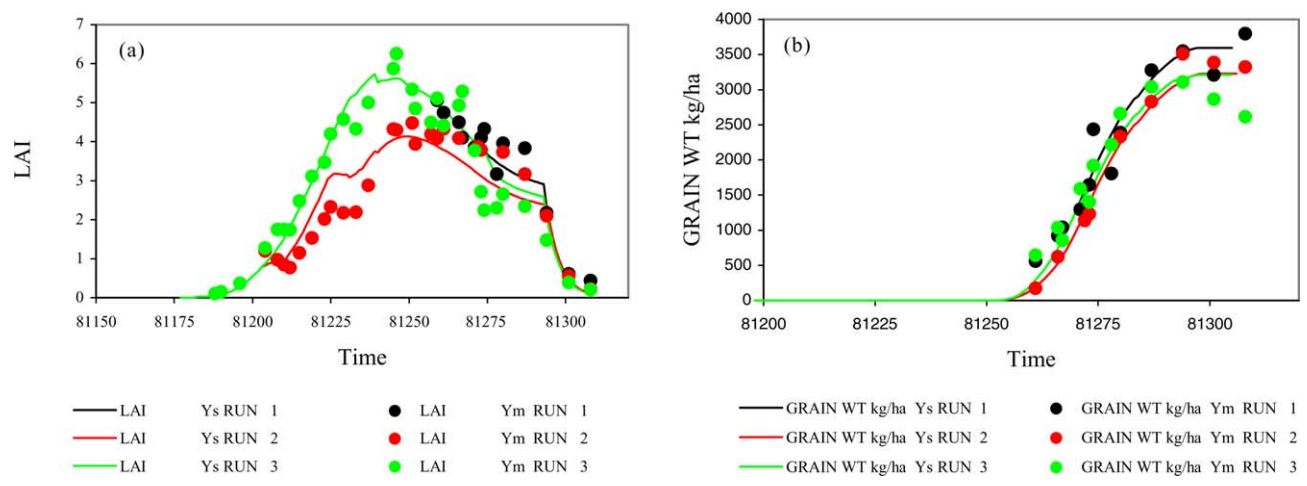 (a)
LAI
7
6
5
4
3
2
1
0
81150 81175 81200 81225 81250 81275 81300
Time
LAI Ys RUN 1
LAI Ym RUN 1
LAI Ys RUN 2
LAI Ym RUN 2
LAI Ys RUN 3
LAI Ym RUN 3
(b)
GRAIN WT kg/ha
4000
3500
3000
2500
2000
1500
1000
500
0
81200 81225 81250 81275 81300
Time
GRAIN WT kg/ha Ys RUN 1
GRAIN WT kg/ha Ym RUN 1
GRAIN WT kg/ha Ys RUN 2
GRAIN WT kg/ha Ym RUN 2
GRAIN WT kg/ha Ys RUN 3
GRAIN WT kg/ha Ym RUN 3